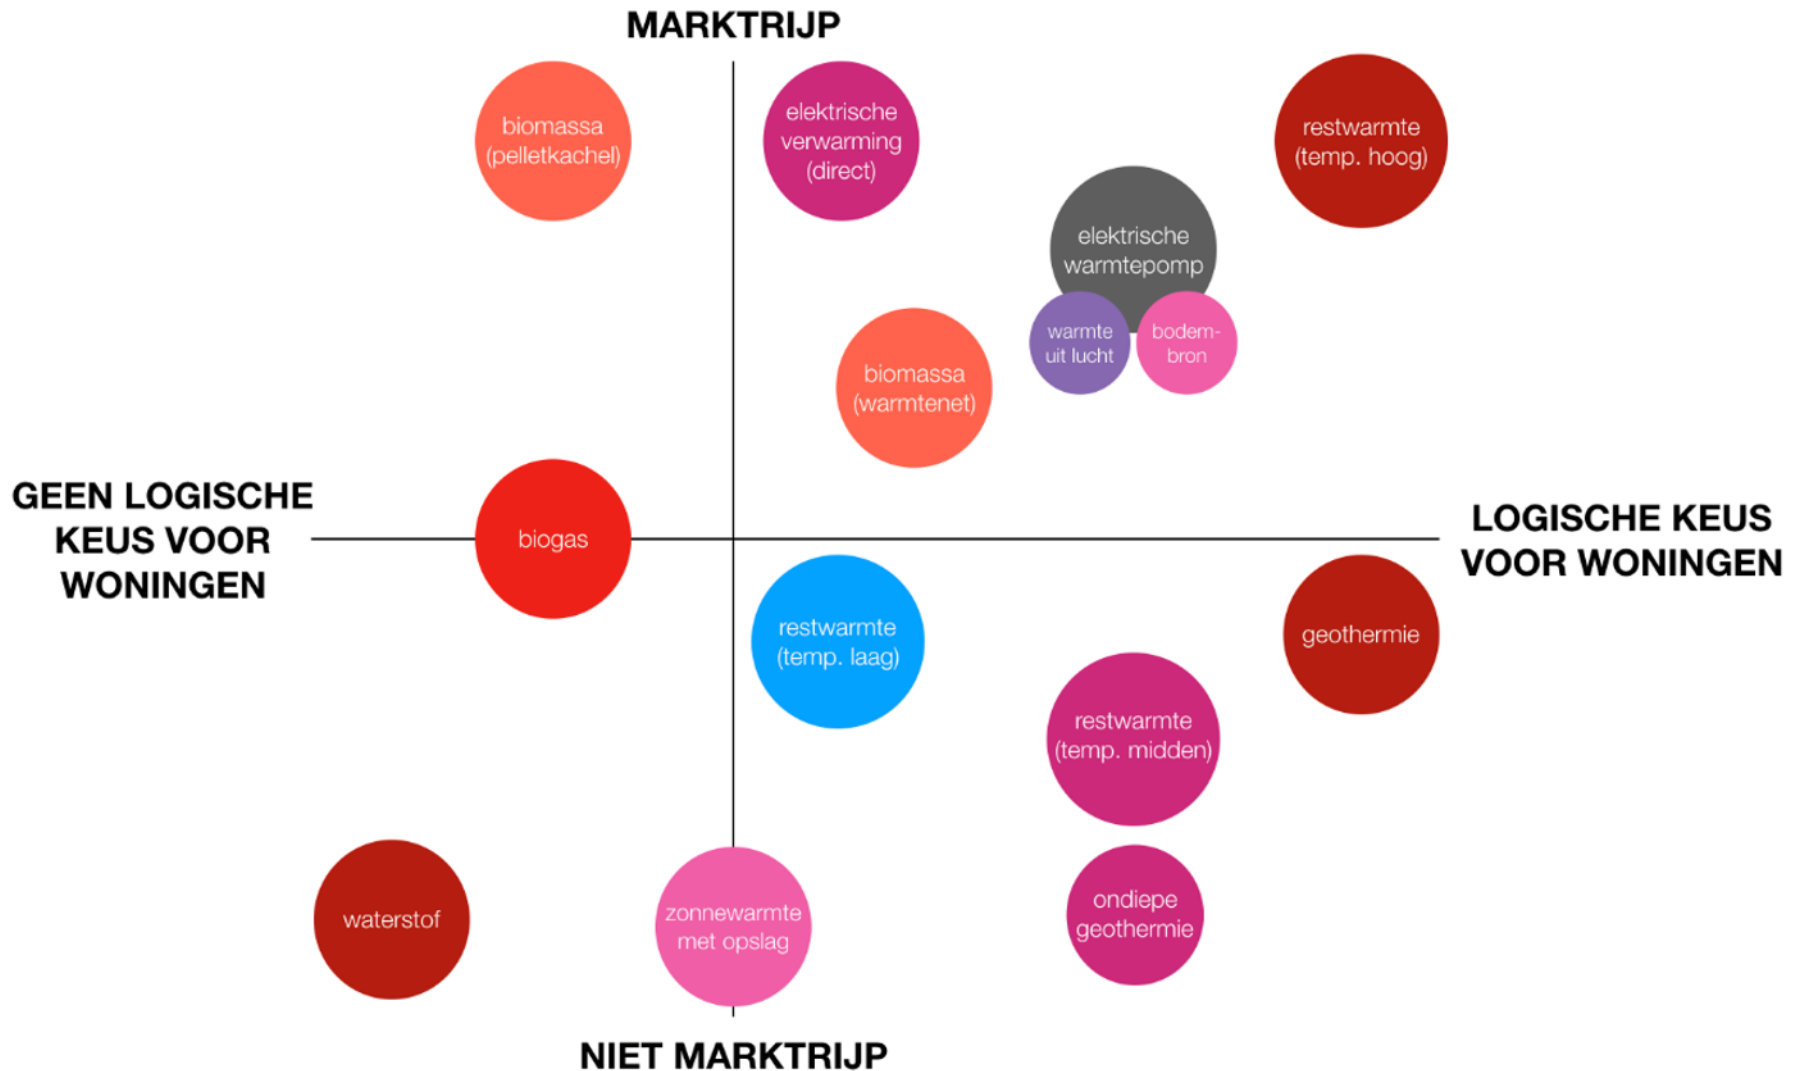 MARKTRIJP
biomassa
(pelletkachel)
elektrische
verwarming
(direct)
restwarmte
(temp. hoog)
elektrische
warmtepomp
warmte
uit lucht
bodem-
bron
biomassa
(warmtenet)
GEEN LOGISCHE
KEUS VOOR
WONINGEN
biogas
LOGISCHE KEUS
VOOR WONINGEN
restwarmte
(temp. laag)
geothermie
restwarmte
(temp. midden)
waterstof
zonnewarmte
met opslag
ondiepe
geothermie
NIET MARKTRIJP